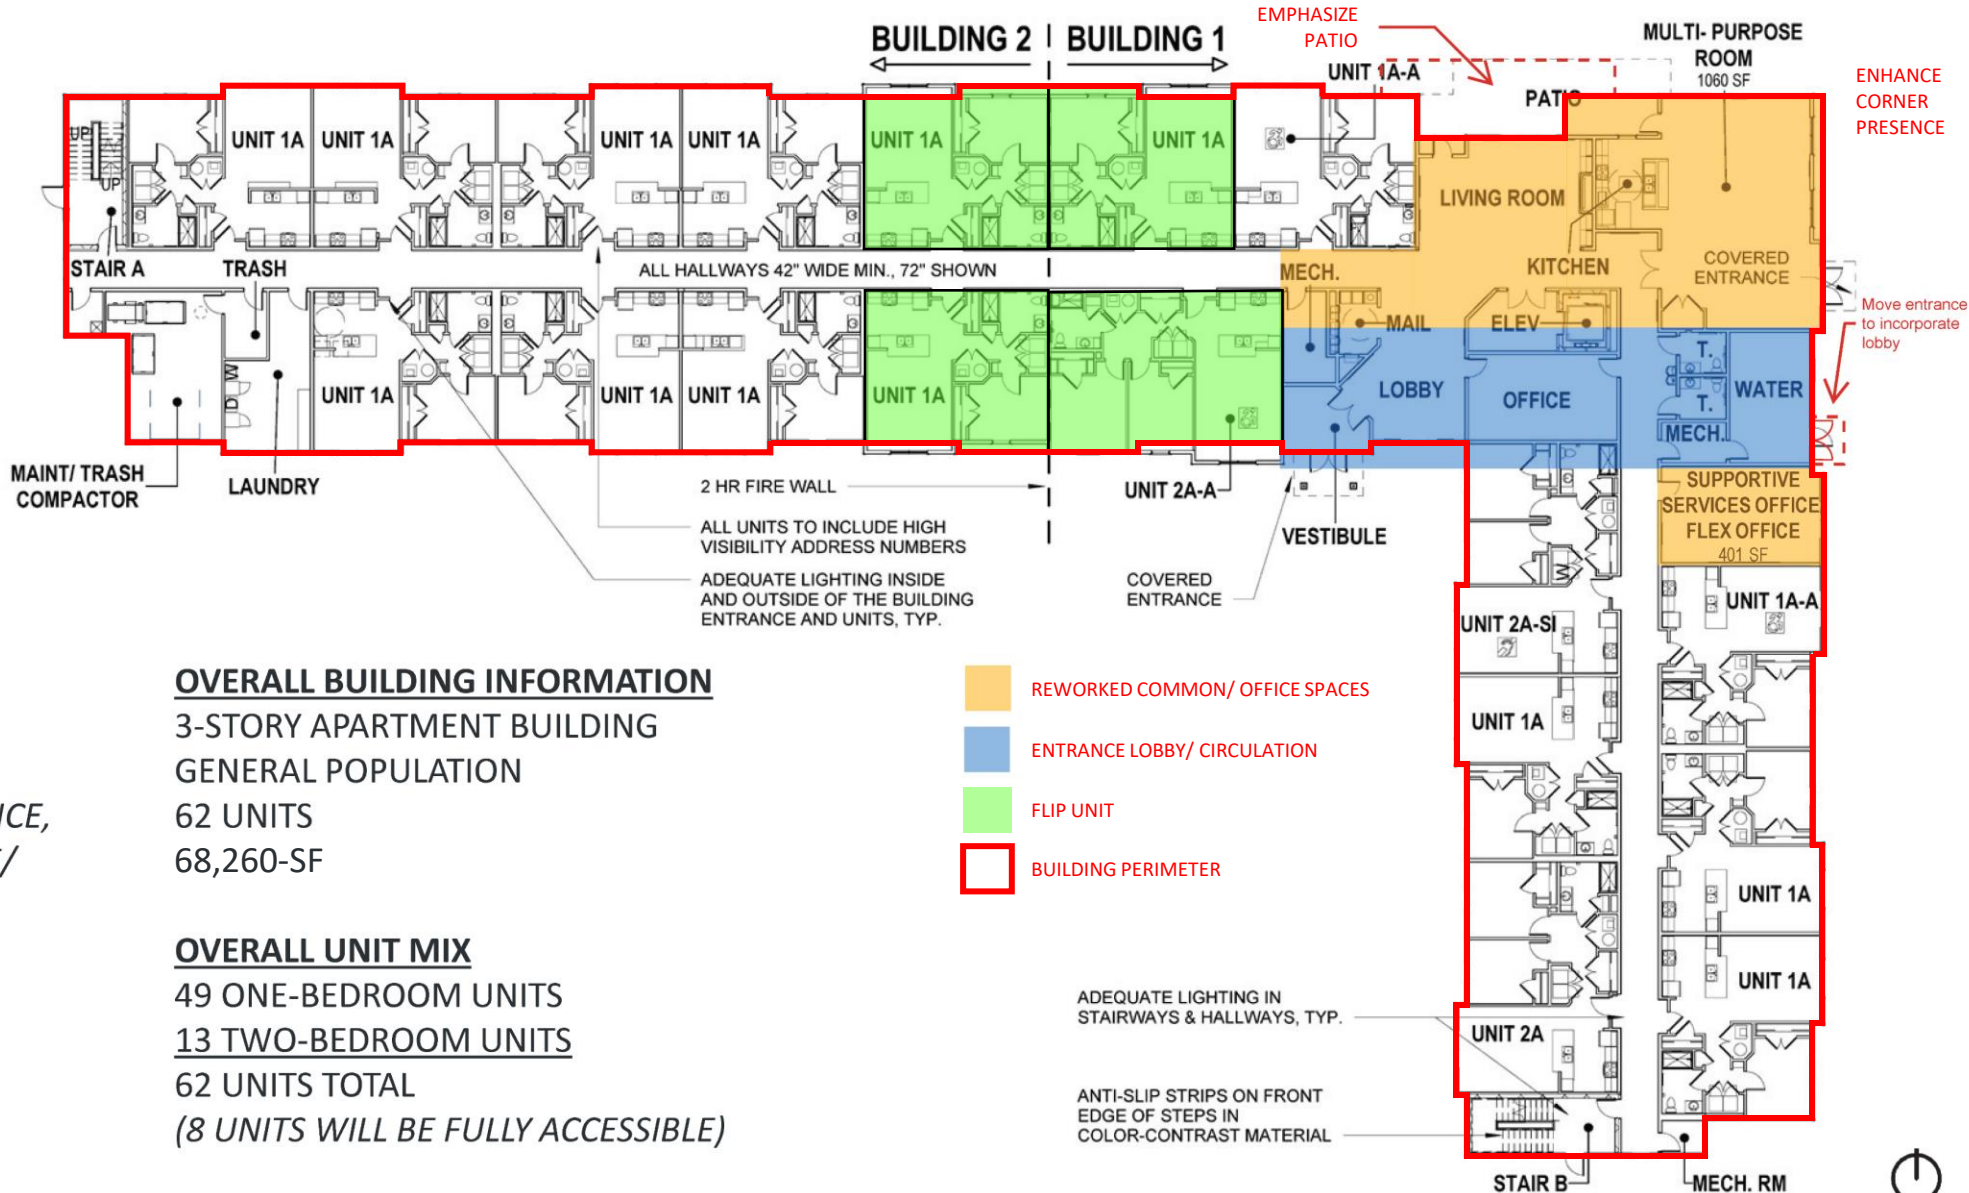 EMPHASIZE
PATIO
BUILDING 2
BUILDING 1
MULTI- PURPOSE
ROOM
1060 SF
UNIT 1A-A
PATIO
ENHANCE
CORNER
PRESENCE
UP
UP
UNIT 1A
UNIT 1A
UNIT 1A
UNIT 1A
UNIT 1A
UNIT 1A
LIVING ROOM
STAIR A
TRASH
ALL HALLWAYS 42" WIDE MIN., 72" SHOWN
MECH.
KITCHEN
COVERED
ENTRANCE
MAIL
ELEV
Move entrance
to incorporate
lobby
W
D
UNIT 1A
UNIT 1A
UNIT 1A
UNIT 1A
LOBBY
OFFICE
T.
T.
WATER
MECH.
MAINT/ TRASH
COMPACTOR
LAUNDRY
2 HR FIRE WALL
UNIT 2A-A
VESTIBULE
SUPPORTIVE
SERVICES OFFICE
FLEX OFFICE
401 SF
ALL UNITS TO INCLUDE HIGH
VISIBILITY ADDRESS NUMBERS
ADEQUATE LIGHTING INSIDE
AND OUTSIDE OF THE BUILDING
ENTRANCE AND UNITS, TYP.
COVERED
ENTRANCE
W
UNIT 1A-A
UNIT 2A-SI
UNIT 1A
UNIT 1A
UNIT 1A
UNIT 2A
OVERALL BUILDING INFORMATION
3-STORY APARTMENT BUILDING
GENERAL POPULATION
62 UNITS
68,260-SF
NCE,
/
OVERALL UNIT MIX
49 ONE-BEDROOM UNITS
13 TWO-BEDROOM UNITS
62 UNITS TOTAL
(8 UNITS WILL BE FULLY ACCESSIBLE)
REWORKED COMMON/ OFFICE SPACES
ENTRANCE LOBBY/ CIRCULATION
FLIP UNIT
BUILDING PERIMETER
ADEQUATE LIGHTING IN
STAIRWAYS & HALLWAYS, TYP.
ANTI-SLIP STRIPS ON FRONT
EDGE OF STEPS IN
COLOR-CONTRAST MATERIAL
STAIR B
MECH. RM